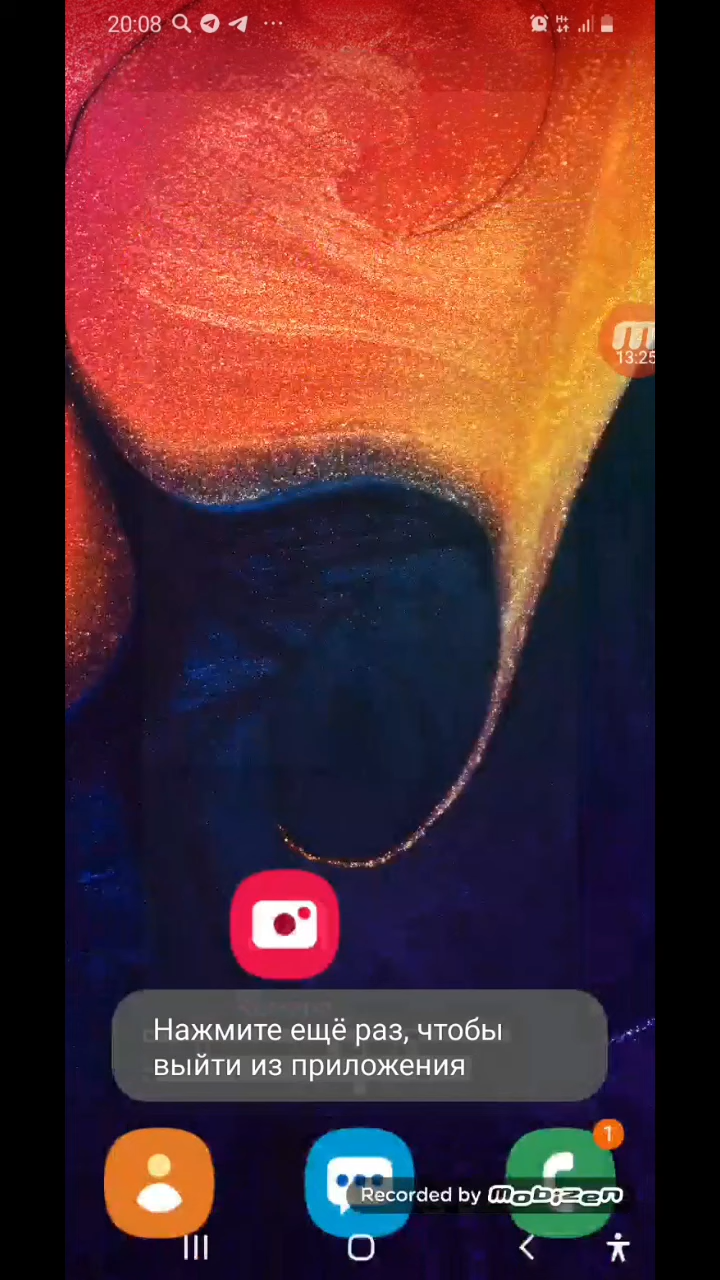 20:08
13:25
Нажмите ещё раз, чтобы
выйти из приложения
1
Recorded by mobizen